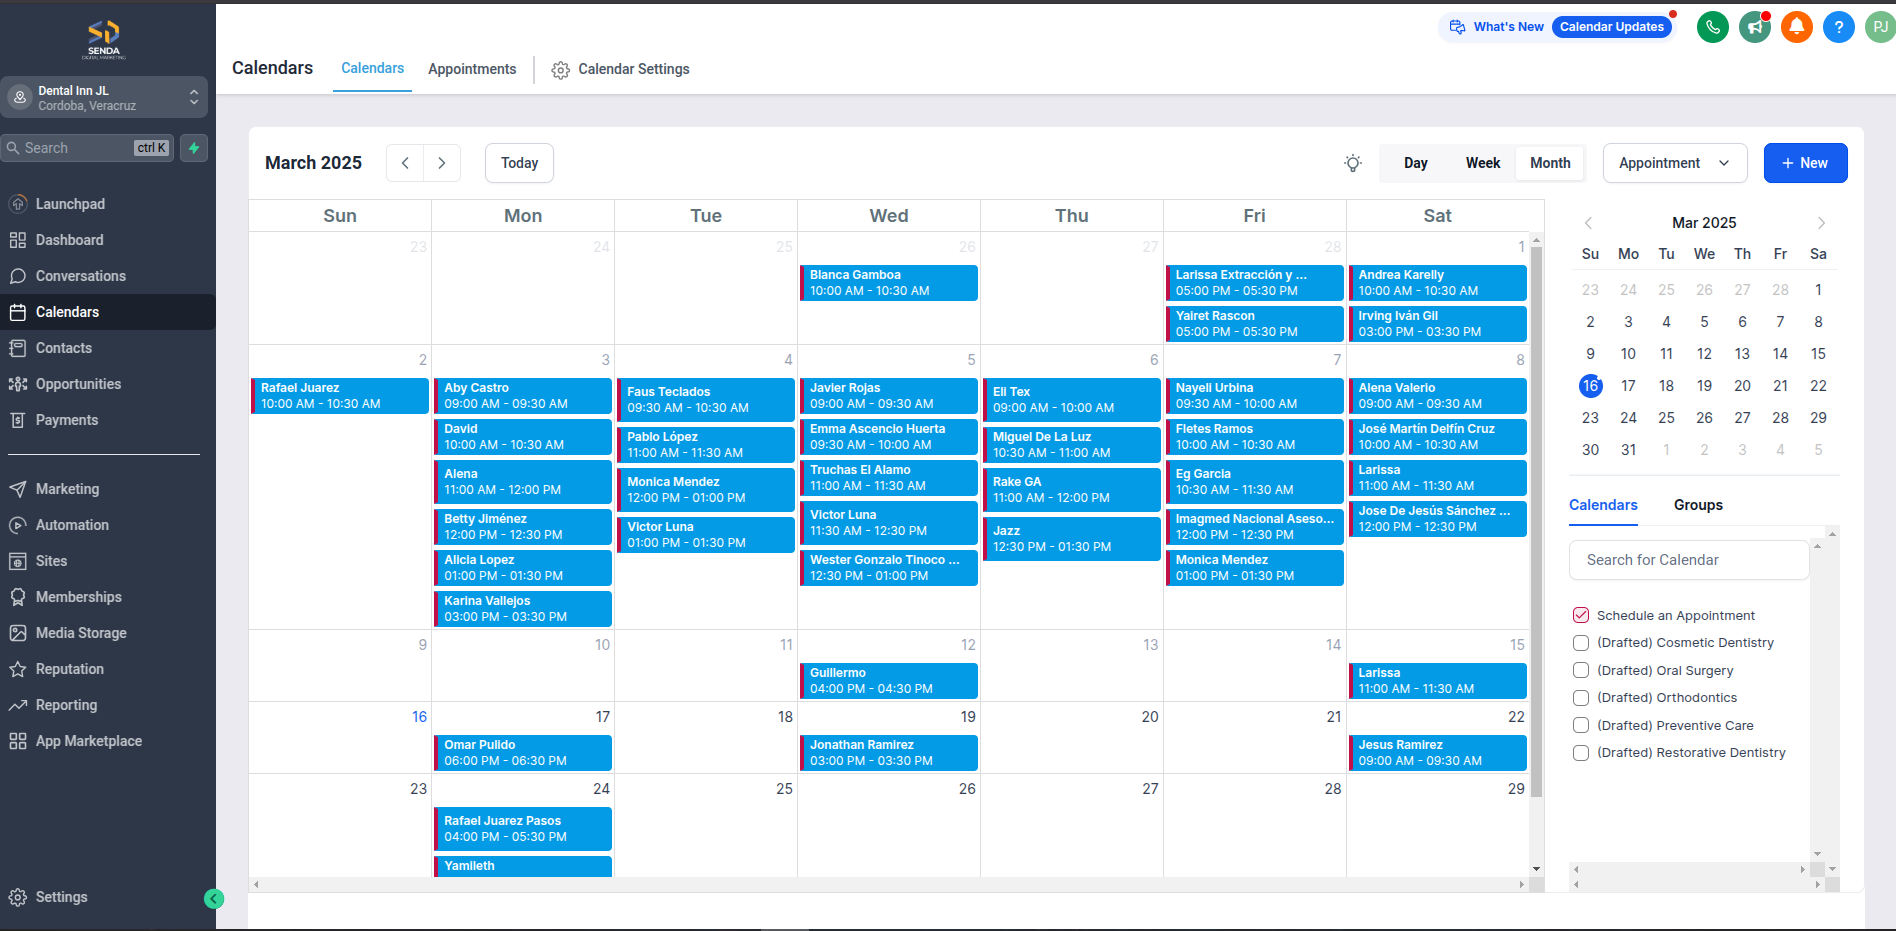 SENDA
DIGITAL MARKETING
Dental Inn JL
Cordoba, Veracruz
Search
ctrl K
Launchpad
Dashboard
Conversations
Calendars
Contacts
Opportunities
Payments
Marketing
Automation
Sites
Memberships
Media Storage
Reputation
Reporting
App Marketplace
Settings
What's New Calendar Updates
?
PJ
Calendars
Calendars
Appointments
Calendar Settings
March 2025
Today
Day
Week
Month
Appointment
+ New
Sun Mon Tue Wed Thu Fri Sat
23 24 25 26 27 28 1
Blanca Gamboa
10:00 AM - 10:30 AM
Larissa Extracción y ...
05:00 PM - 05:30 PM
Yairet Rascon
05:00 PM - 05:30 PM
Andrea Karelly
10:00 AM - 10:30 AM
Irving Iván Gil
03:00 PM - 03:30 PM
2 3 4 5 6 7 8
Rafael Juarez
10:00 AM - 10:30 AM
Aby Castro
09:00 AM - 09:30 AM
David
10:00 AM - 10:30 AM
Alena
11:00 AM - 12:00 PM
Betty Jiménez
12:00 PM - 12:30 PM
Alicia Lopez
01:00 PM - 01:30 PM
Karina Vallejos
03:00 PM - 03:30 PM
Faus Teclados
09:30 AM - 10:30 AM
Pablo López
11:00 AM - 11:30 AM
Monica Mendez
12:00 PM - 01:00 PM
Victor Luna
01:00 PM - 01:30 PM
Javier Rojas
09:00 AM - 09:30 AM
Emma Ascencio Huerta
09:30 AM - 10:00 AM
Truchas El Alamo
11:00 AM - 11:30 AM
Victor Luna
11:30 AM - 12:30 PM
Wester Gonzalo Tinoco ...
12:30 PM - 01:00 PM
Eli Tex
09:00 AM - 10:00 AM
Miguel De La Luz
10:30 AM - 11:00 AM
Rake GA
11:00 AM - 12:00 PM
Jazz
12:30 PM - 01:30 PM
Nayeli Urbina
09:30 AM - 10:00 AM
Fletes Ramos
10:00 AM - 10:30 AM
Eg Garcia
10:30 AM - 11:30 AM
Imagmed Nacional Aseso...
12:00 PM - 12:30 PM
Monica Mendez
01:00 PM - 01:30 PM
Alena Valerio
09:00 AM - 09:30 AM
José Martín Delfín Cruz
10:00 AM - 10:30 AM
Larissa
11:00 AM - 11:30 AM
Jose De Jesús Sánchez ...
12:00 PM - 12:30 PM
9 10 11 12 13 14 15
Guillermo
04:00 PM - 04:30 PM
Larissa
11:00 AM - 11:30 AM
16 17 18 19 20 21 22
Omar Pulido
06:00 PM - 06:30 PM
Jonathan Ramirez
03:00 PM - 03:30 PM
Jesus Ramirez
09:00 AM - 09:30 AM
23 24 25 26 27 28 29
Rafael Juarez Pasos
04:00 PM - 05:30 PM
Yamileth
Mar 2025
Su Mo Tu We Th Fr Sa
23 24 25 26 27 28 1
2 3 4 5 6 7 8
9 10 11 12 13 14 15
16 17 18 19 20 21 22
23 24 25 26 27 28 29
30 31 1 2 3 4 5
Calendars
Groups
Search for Calendar
Schedule an Appointment
(Drafted) Cosmetic Dentistry
(Drafted) Oral Surgery
(Drafted) Orthodontics
(Drafted) Preventive Care
(Drafted) Restorative Dentistry